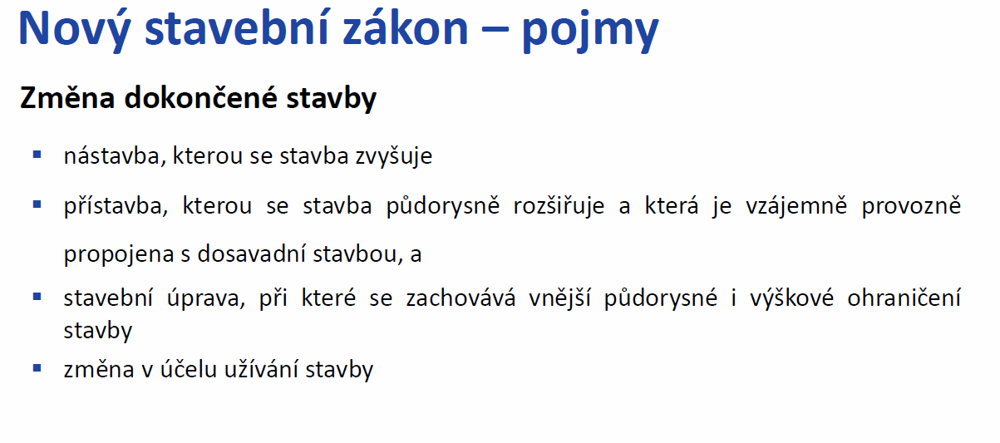 Nový stavební zákon – pojmy
Změna dokončené stavby
▪ nástavba, kterou se stavba zvyšuje
▪ přístavba, kterou se stavba půdorysně rozšiřuje a která je vzájemně provozně
propojena s dosavadní stavbou, a
▪ stavební úprava, při které se zachovává vnější půdorysné i výškové ohraničení
stavby
▪ změna v účelu užívání stavby